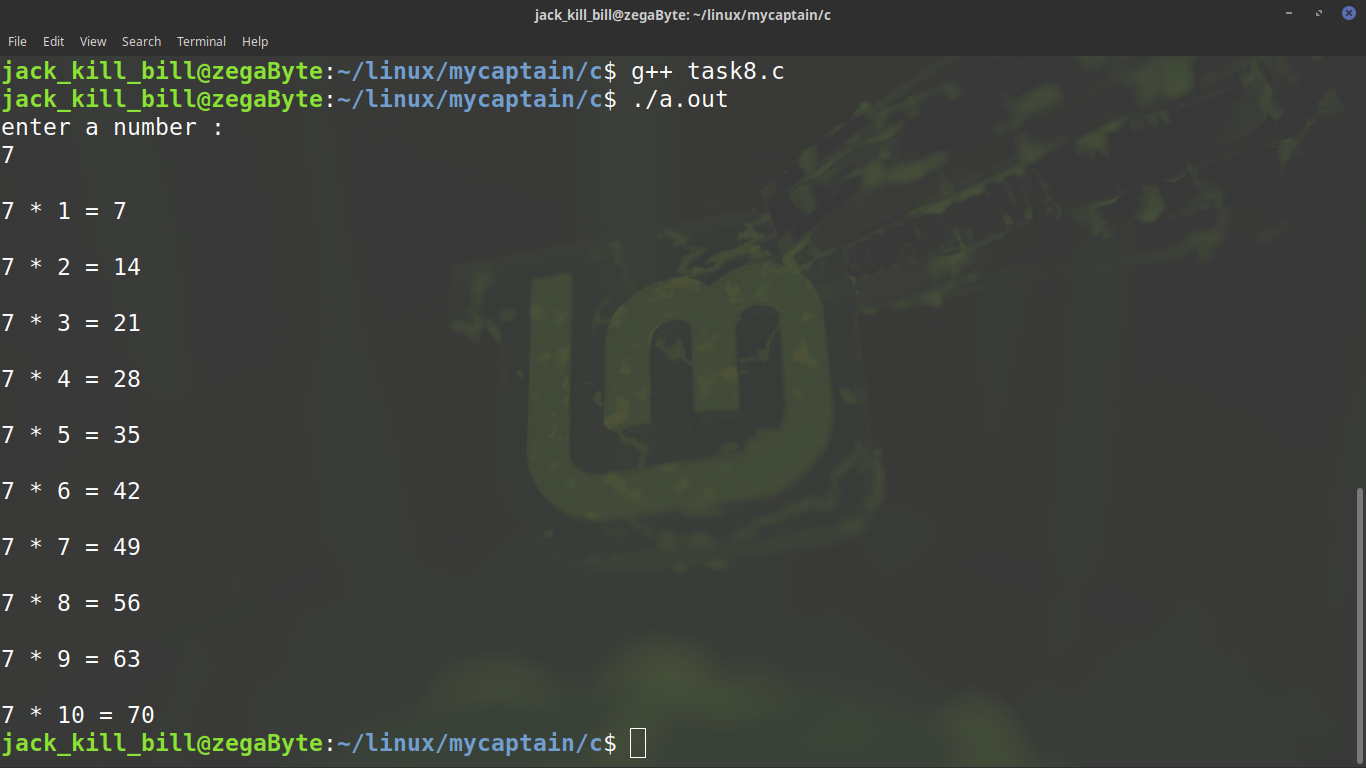 jack_kill_bill@zegaByte: ~/linux/mycaptain/c
File Edit View Search Terminal Help
jack_kill_bill@zegaByte:~/linux/mycaptain/c$ g++ task8.c
jack_kill_bill@zegaByte:~/linux/mycaptain/c$ ./a.out
enter a number :
7
7 * 1 = 7
7 * 2 = 14
7 * 3 = 21
7 * 4 = 28
7 * 5 = 35
7 * 6 = 42
7 * 7 = 49
7 * 8 = 56
7 * 9 = 63
7 * 10 = 70
jack_kill_bill@zegaByte:~/linux/mycaptain/c$